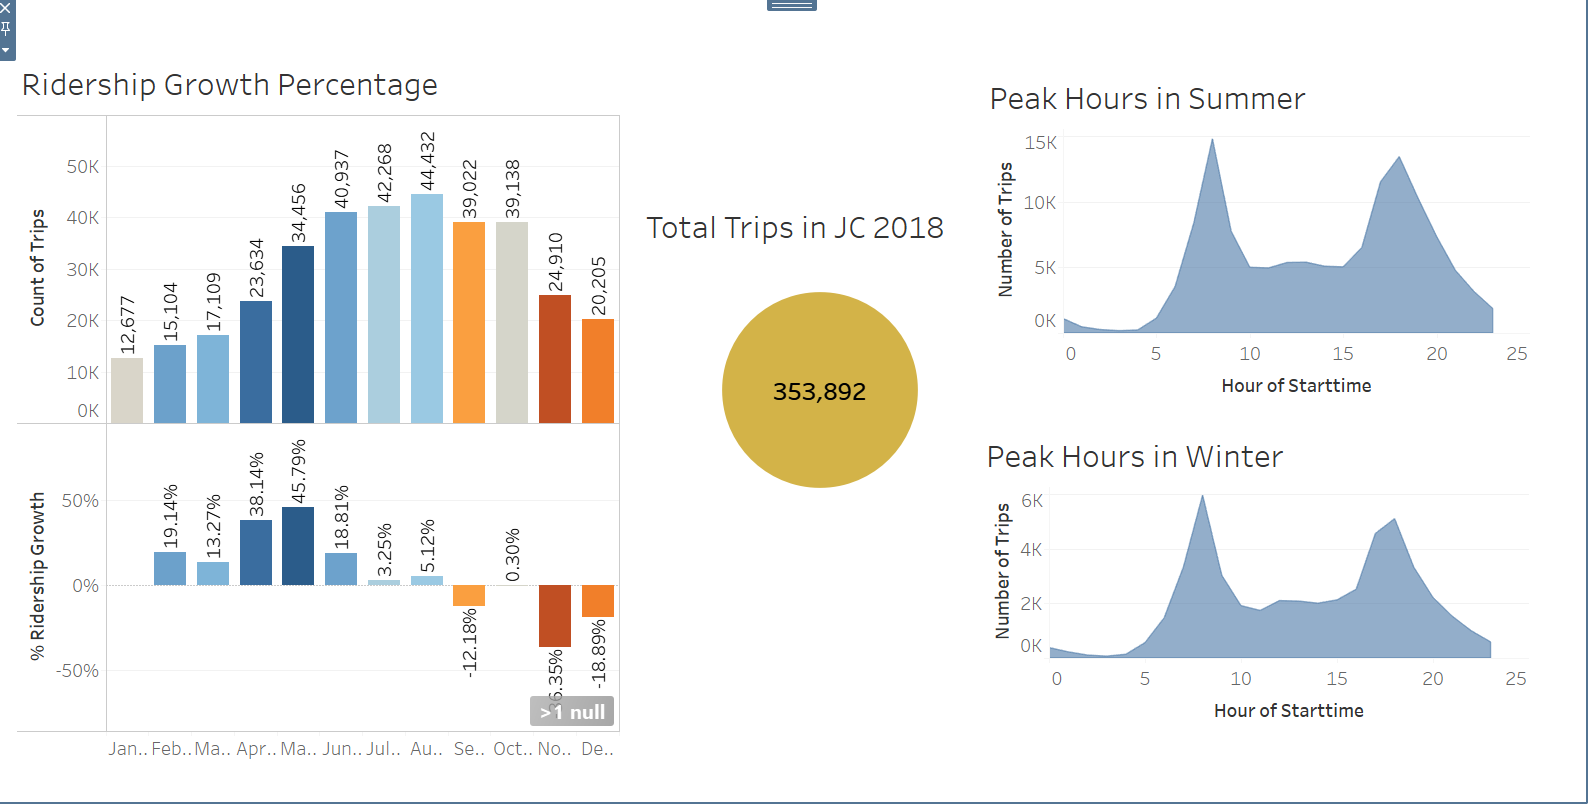 Ridership Growth Percentage
Count of Trips
50K
40K
30K
20K
10K
0K
12,677
15,104
17,109
23,634
34,456
40,937
42,268
44,432
39,022
39,138
24,910
20,205
% Ridership Growth
50%
0%
-50%
19.14%
13.27%
38.14%
45.79%
18.81%
3.25%
5.12%
-12.18%
0.30%
6.35%
-18.89%
>1 null
Jan.. Feb.. Ma.. Apr.. Ma.. Jun.. Jul.. Au.. Se.. Oct.. No.. De..
Total Trips in JC 2018
353,892
Peak Hours in Summer
Number of Trips
15K
10K
5K
0K
0 5 10 15 20 25
Hour of Starttime
Peak Hours in Winter
Number of Trips
6K
4K
2K
0K
0 5 10 15 20 25
Hour of Starttime